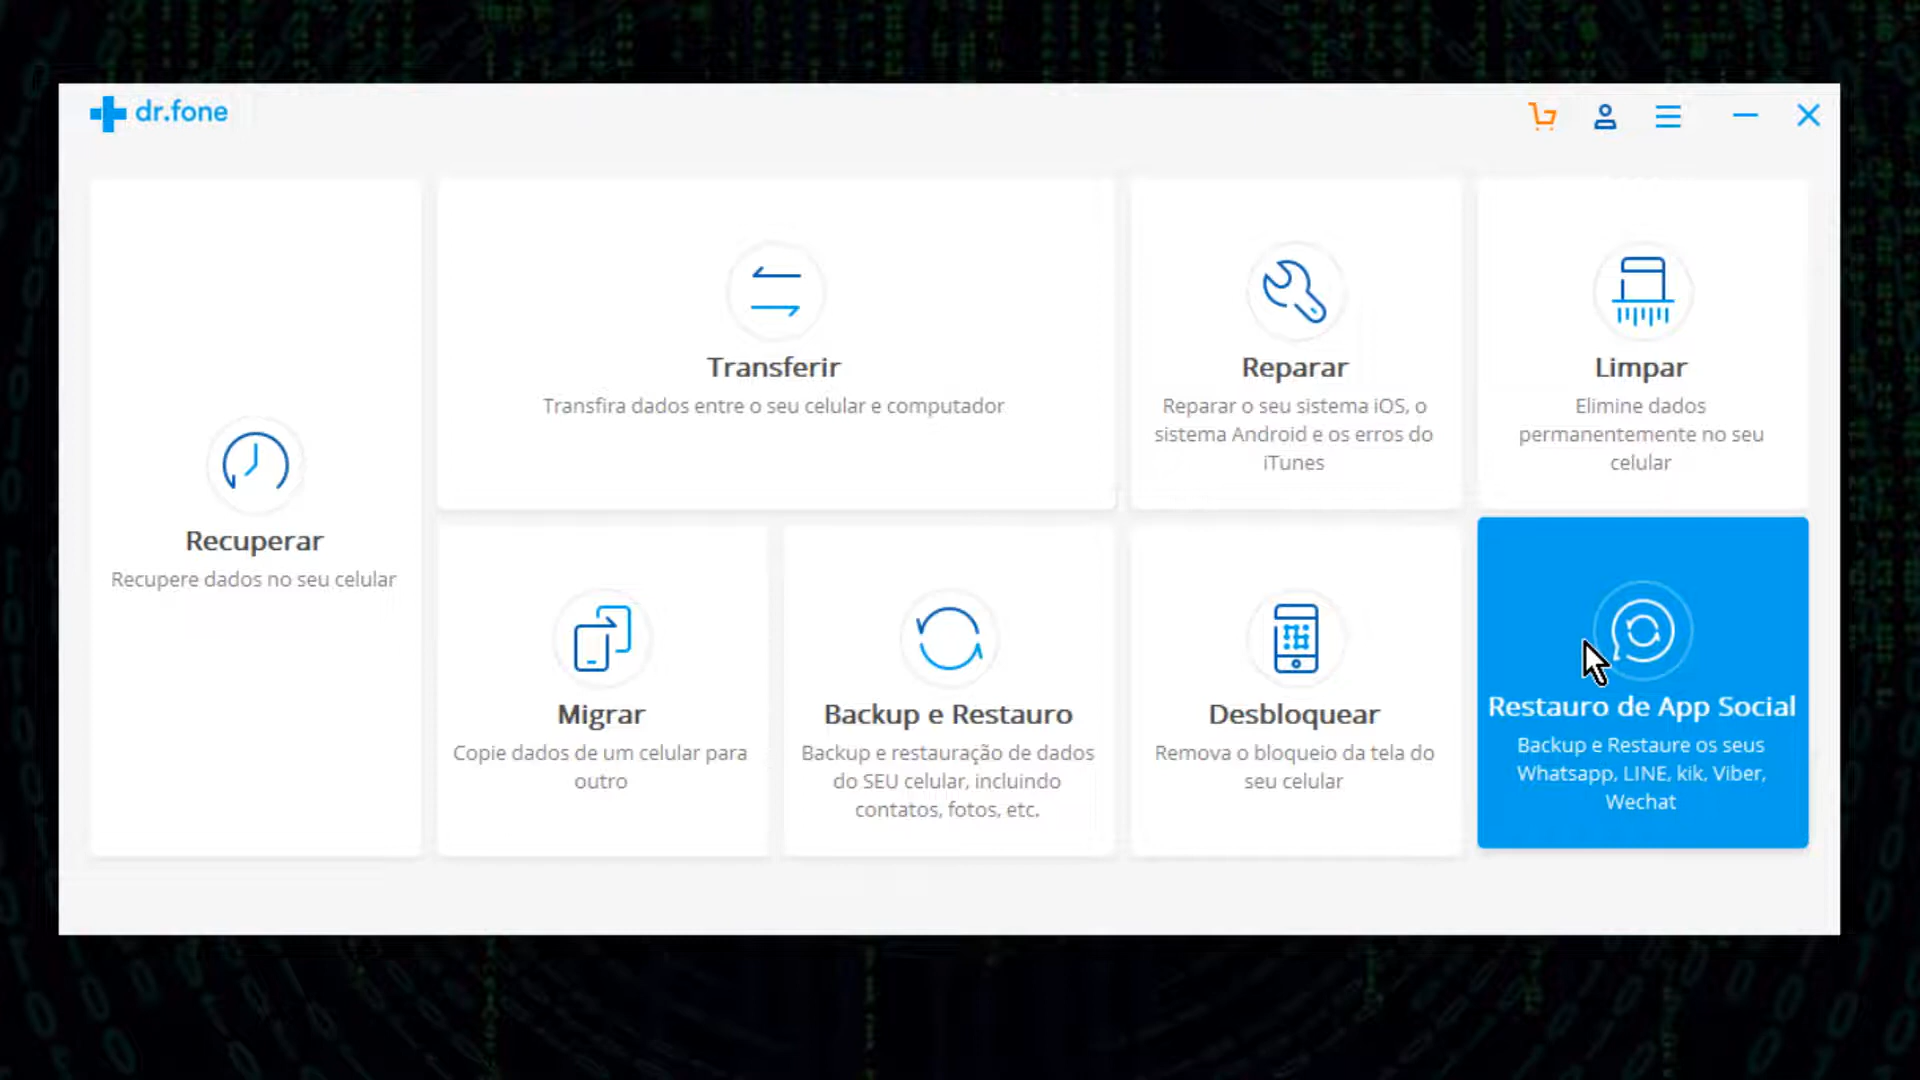 dr.fone
Recuperar
Recupere dados no seu celular
Transferir
Transfira dados entre o seu celular e computador
Reparar
Reparar o seu sistema iOS, o
sistema Android e os erros do
iTunes
Limpar
Elimine dados
permanentemente no seu
celular
Migrar
Copie dados de um celular para
outro
Backup e Restauro
Backup e restauração de dados
do SEU celular, incluindo
contatos, fotos, etc.
Desbloquear
Remova o bloqueio da tela do
seu celular
Restauro de App Social
Backup e Restaure os seus
Whatsapp, LINE, kik, Viber,
Wechat